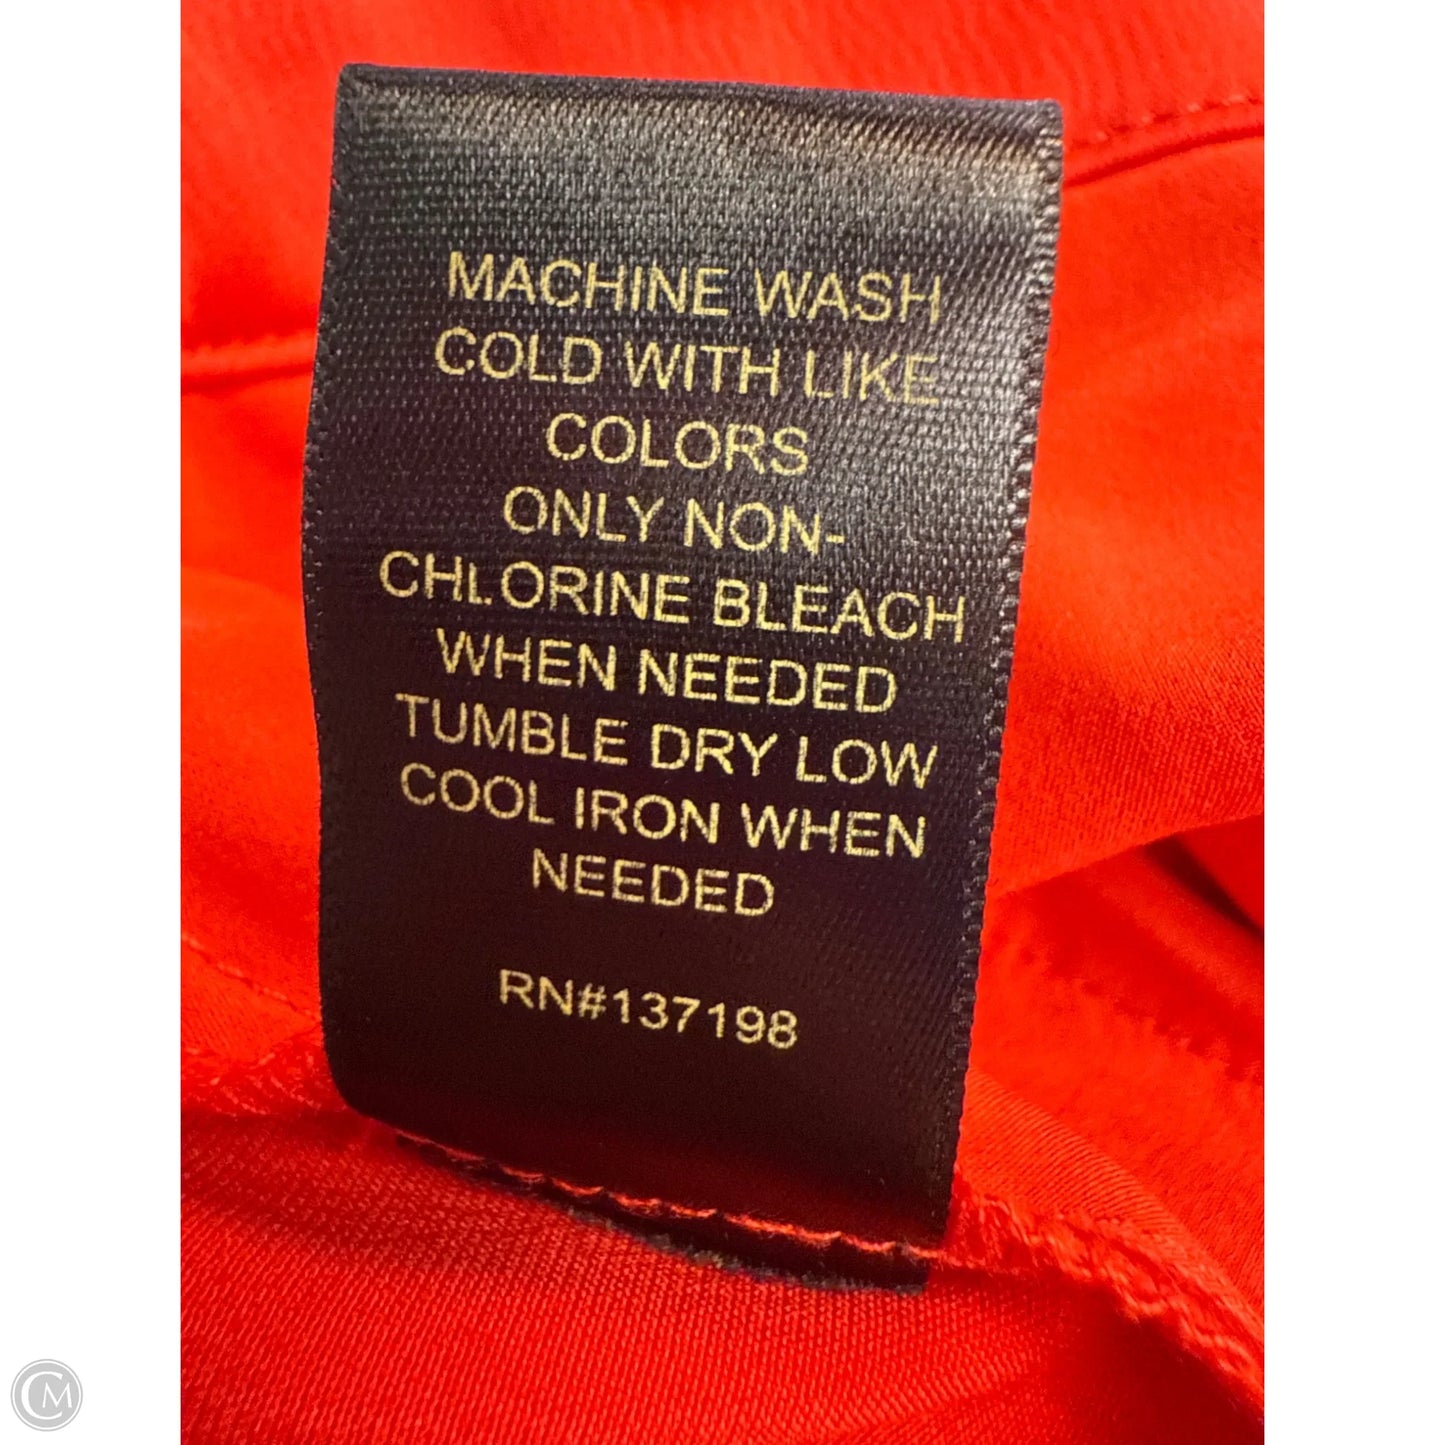 MACHINE WASH
COLD WITH LIKE
COLORS
ONLY NON-
CHLORINE BLEACH
WHEN NEEDED
TUMBLE DRY LOW
COOL IRON WHEN
NEEDED
RN#137198
CM